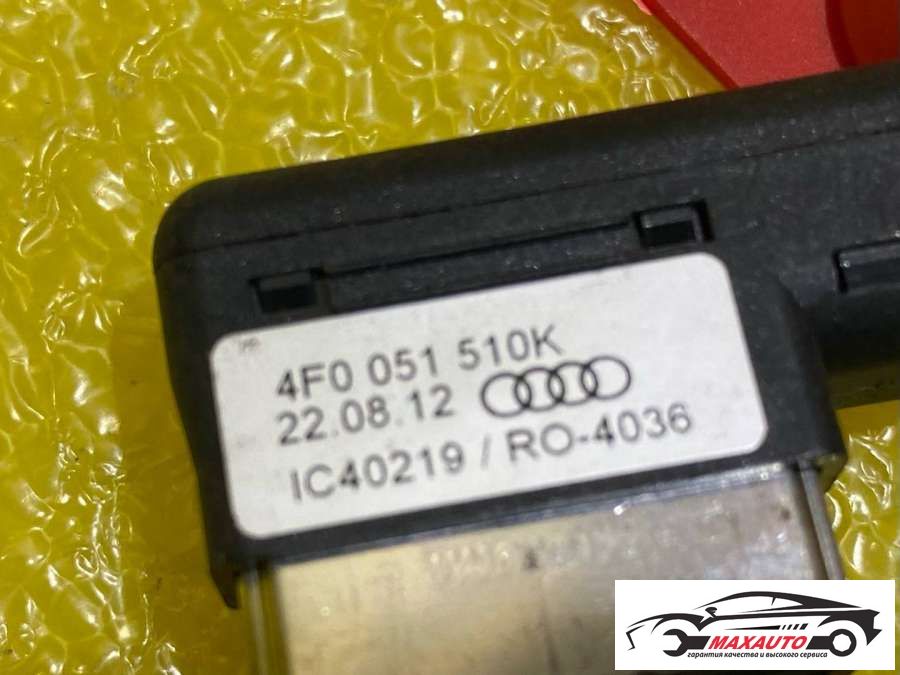 4F0 051 510K
22.08.12
IC40219 / RO-4036
MAXAUTO
гарантия качества и высокого сервиса